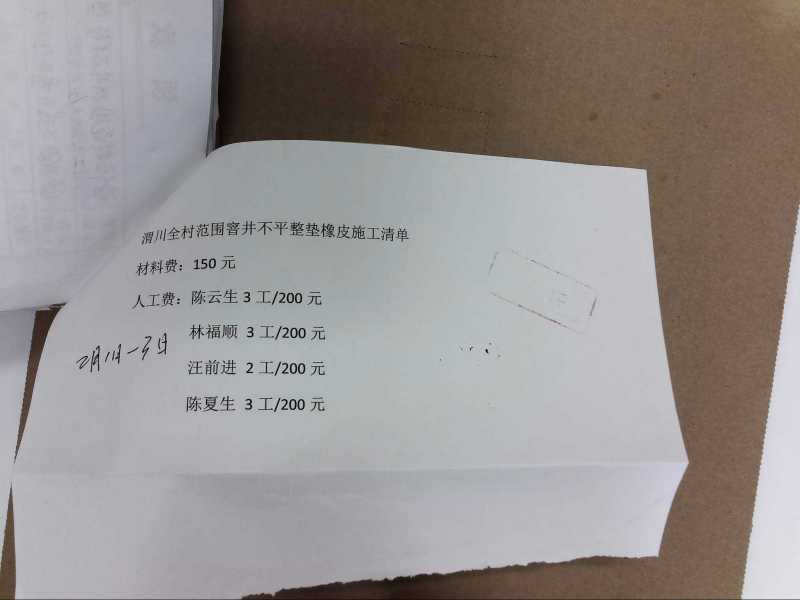 渭川全村范围窨井不平整垫橡皮施工清单
材料费：150 元
人工费：陈云生 3 工/200 元
林福顺 3 工/200 元
汪前进 2 工/200 元
陈夏生 3 工/200 元